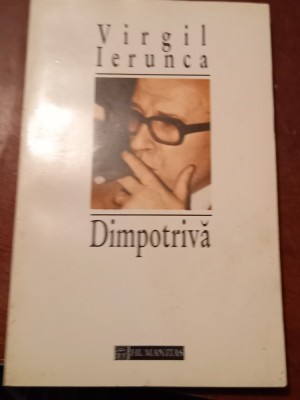 Virgil
Ierunca
Dimpotrivă
HUMANITAS